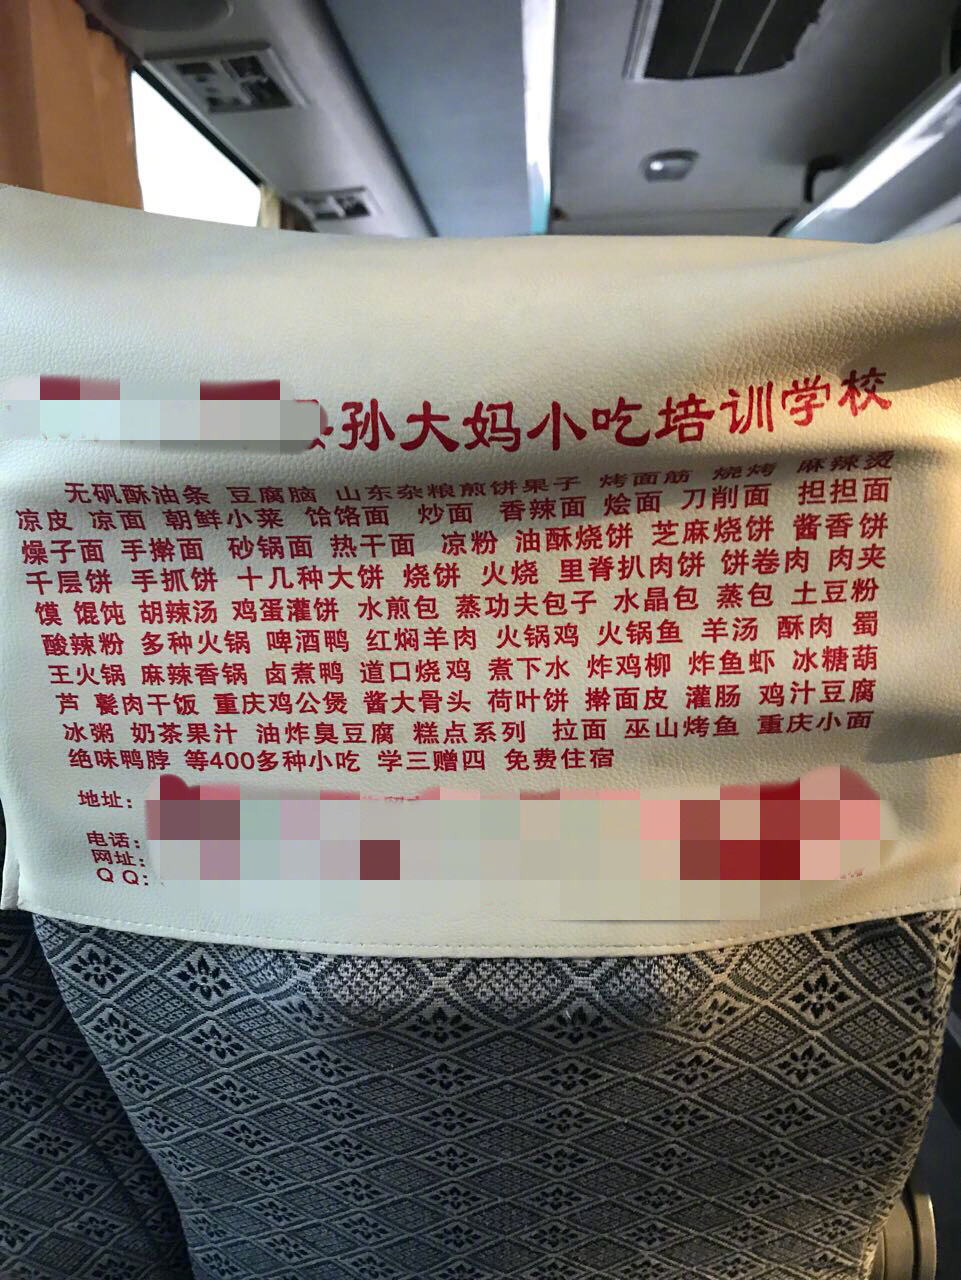 孙大妈小吃培训学校
无矾酥油条 豆腐脑 山东杂粮煎饼果子 烤面筋 烧烤 麻辣烫
凉皮 凉面 朝鲜小菜 饸饹面 炒面 香辣面 烩面 刀削面 担担面
燥子面 手擀面 砂锅面 热干面 凉粉 油酥烧饼 芝麻烧饼 酱香饼
千层饼 手抓饼 十几种大饼 烧饼 火烧 里脊扒肉饼 饼卷肉 肉夹
馍 馄饨 胡辣汤 鸡蛋灌饼 水煎包 蒸功夫包子 水晶包 蒸包 土豆粉
酸辣粉 多种火锅 啤酒鸭 红焖羊肉 火锅鸡 火锅鱼 羊汤 酥肉 蜀
王火锅 麻辣香锅 卤煮鸭 道口烧鸡 煮下水 炸鸡柳 炸鱼虾 冰糖葫
芦 甏肉干饭 重庆鸡公煲 酱大骨头 荷叶饼 擀面皮 灌肠 鸡汁豆腐
冰粥 奶茶果汁 油炸臭豆腐 糕点系列 拉面 巫山烤鱼 重庆小面
绝味鸭脖 等400多种小吃 学三赠四 免费住宿
地址：
电话：
网址：
QQ：